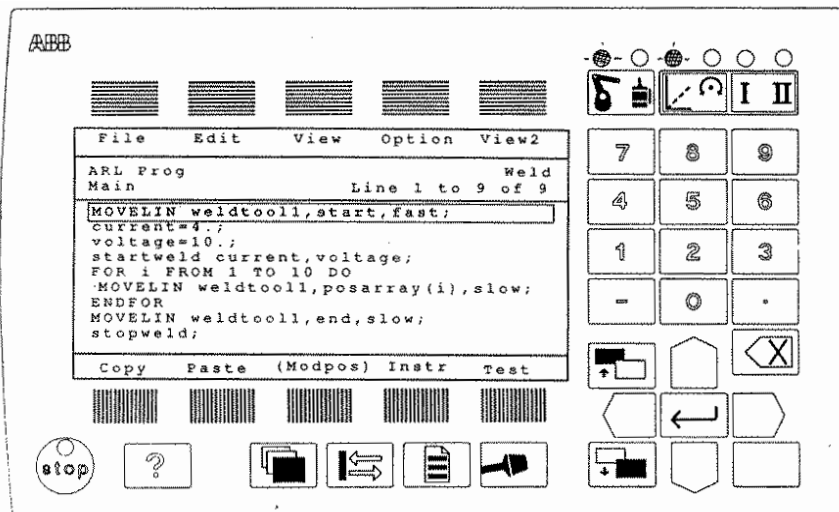 ABB
File Edit View Option View2
ARL Prog Weld
Main Line 1 to 9 of 9
MOVELIN weldtool1,start,fast;
current=4.;
voltage=10.;
startweld current,voltage;
FOR i FROM 1 TO 10 DO
MOVELIN weldtool1,posarray(i),slow;
ENDFOR
MOVELIN weldtool1,end,slow;
stopweld;
Copy Paste (Modpos) Instr Test
I II
7 8 9
4 5 6
1 2 3
- 0 .
X
stop ?